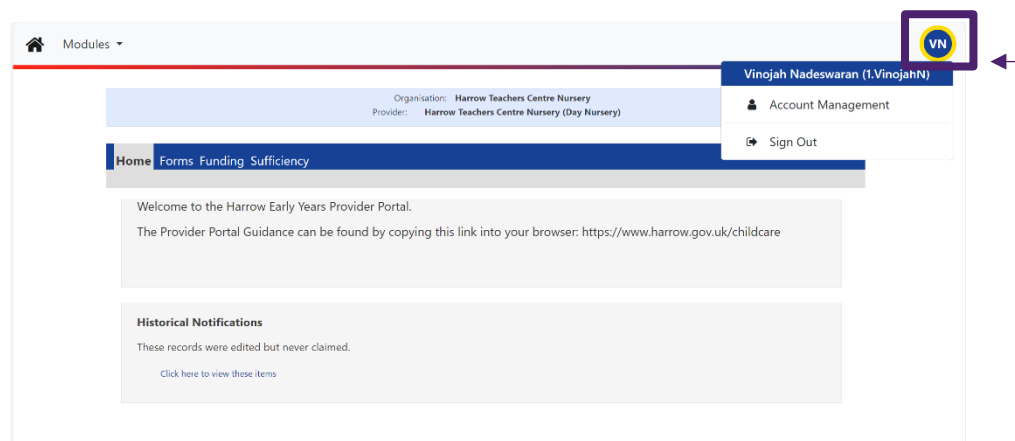 Modules
VN
Vinojah Nadeswaran (1.VinojahN)
Account Management
Sign Out
Organisation: Harrow Teachers Centre Nursery
Provider: Harrow Teachers Centre Nursery (Day Nursery)
Home Forms Funding Sufficiency
Welcome to the Harrow Early Years Provider Portal.
The Provider Portal Guidance can be found by copying this link into your browser: https://www.harrow.gov.uk/childcare
Historical Notifications
These records were edited but never claimed.
Click here to view these items